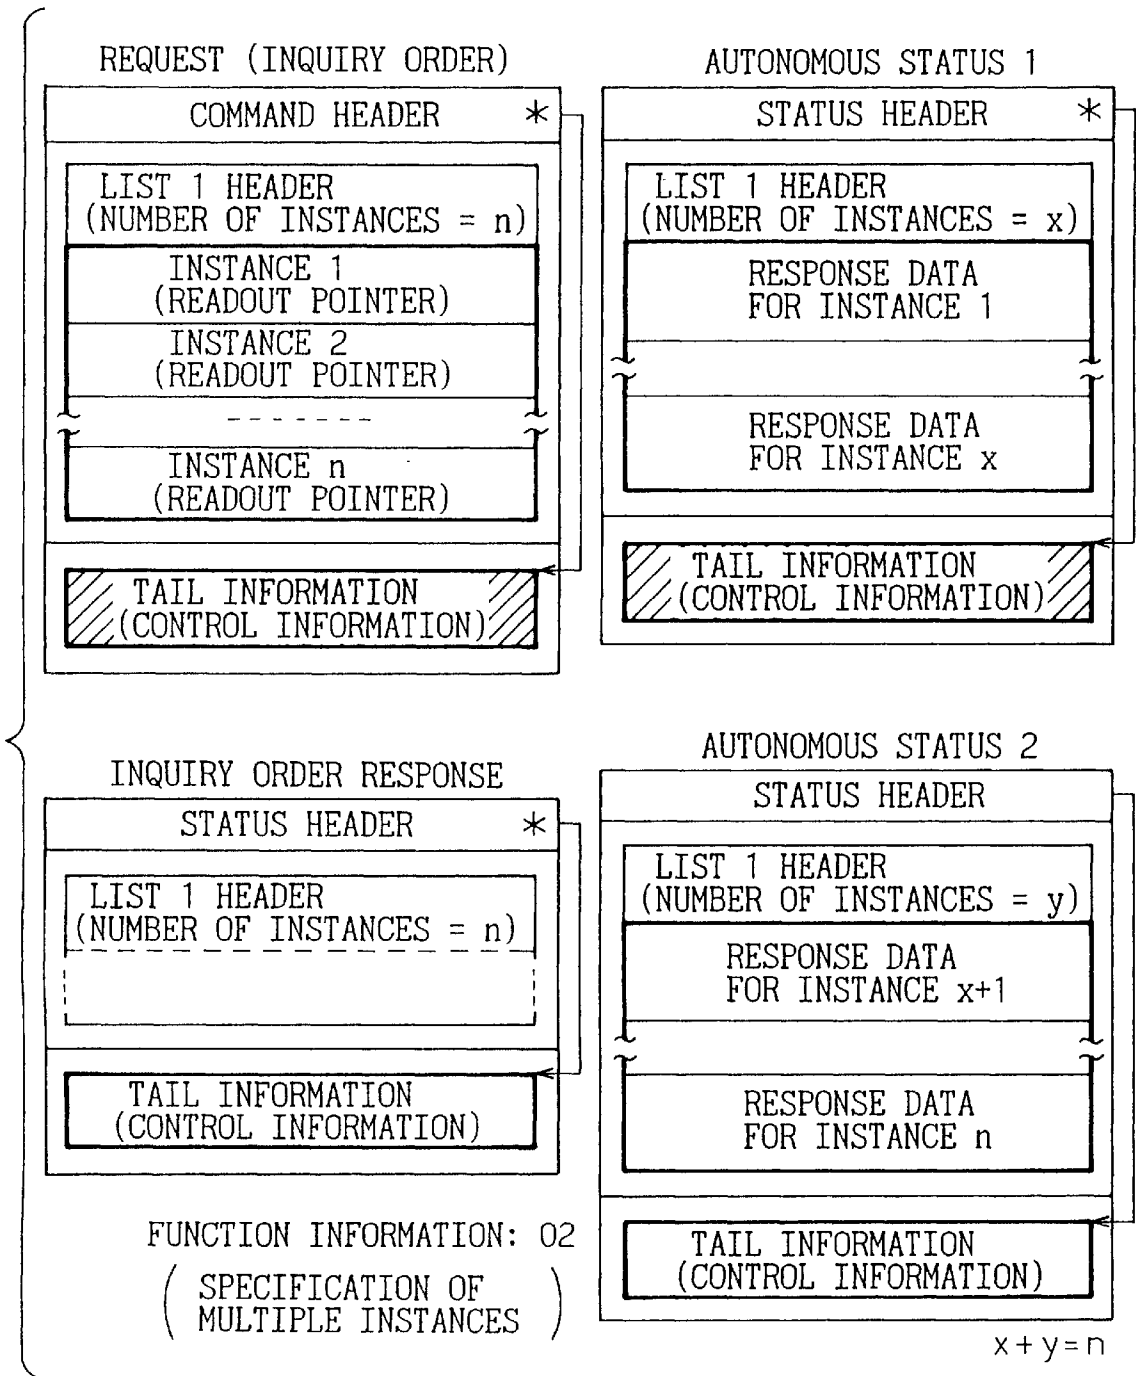 REQUEST (INQUIRY ORDER)
COMMAND HEADER *
LIST 1 HEADER
(NUMBER OF INSTANCES = n)
INSTANCE 1
(READOUT POINTER)
INSTANCE 2
(READOUT POINTER)
-------
INSTANCE n
(READOUT POINTER)
TAIL INFORMATION
(CONTROL INFORMATION)
AUTONOMOUS STATUS 1
STATUS HEADER *
LIST 1 HEADER
(NUMBER OF INSTANCES = x)
RESPONSE DATA
FOR INSTANCE 1
RESPONSE DATA
FOR INSTANCE x
TAIL INFORMATION
(CONTROL INFORMATION)
INQUIRY ORDER RESPONSE
STATUS HEADER *
LIST 1 HEADER
(NUMBER OF INSTANCES = n)
TAIL INFORMATION
(CONTROL INFORMATION)
FUNCTION INFORMATION: 02
(SPECIFICATION OF
MULTIPLE INSTANCES)
AUTONOMOUS STATUS 2
STATUS HEADER
LIST 1 HEADER
(NUMBER OF INSTANCES = y)
RESPONSE DATA
FOR INSTANCE x+1
RESPONSE DATA
FOR INSTANCE n
TAIL INFORMATION
(CONTROL INFORMATION)
x+y=n